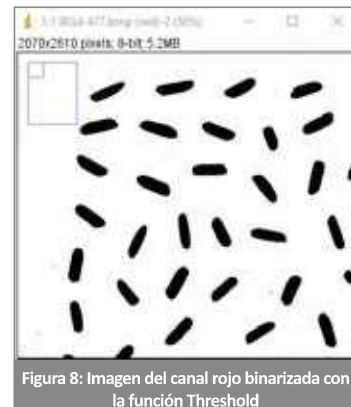 2070x2610 pixels; 8-bit; 5.2MB
Figura 8: Imagen del canal rojo binarizada con
la función Threshold